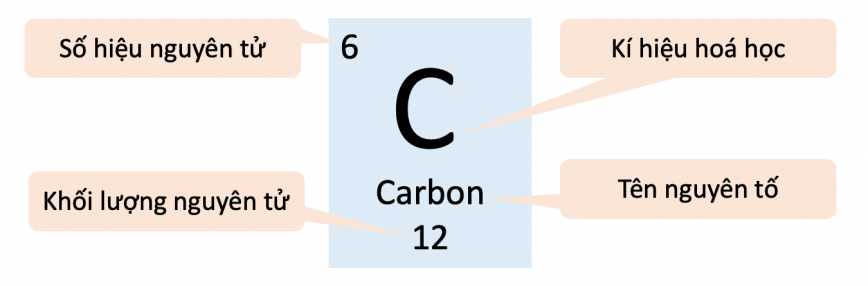 Số hiệu nguyên tử
6
Kí hiệu hoá học
C
Khối lượng nguyên tử
Carbon
Tên nguyên tố
12